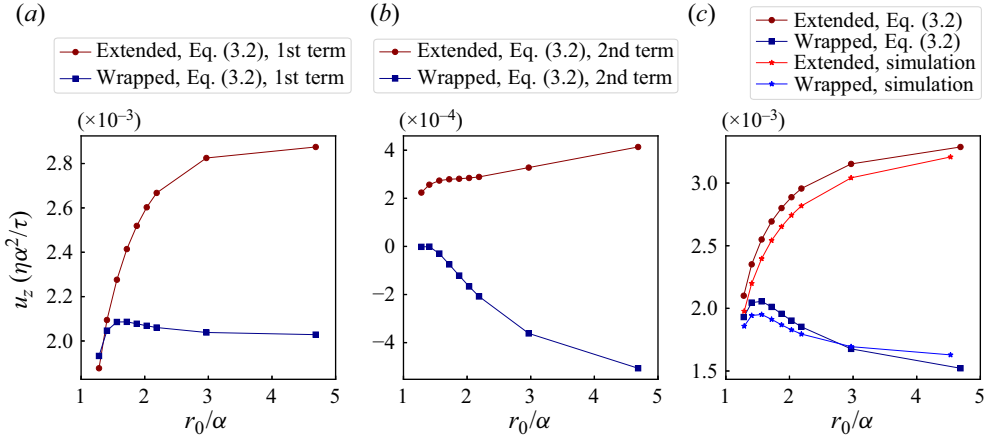 (a)
Extended, Eq. (3.2), 1st term
Wrapped, Eq. (3.2), 1st term
(×10⁻³)
2.8
2.6
2.4
2.2
2.0
u_z (ηα²/τ)
1 2 3 4 5
r₀/α
(b)
Extended, Eq. (3.2), 2nd term
Wrapped, Eq. (3.2), 2nd term
(×10⁻⁴)
4
2
0
−2
−4
1 2 3 4 5
r₀/α
(c)
Extended, Eq. (3.2)
Wrapped, Eq. (3.2)
Extended, simulation
Wrapped, simulation
(×10⁻³)
3.0
2.5
2.0
1.5
1 2 3 4 5
r₀/α